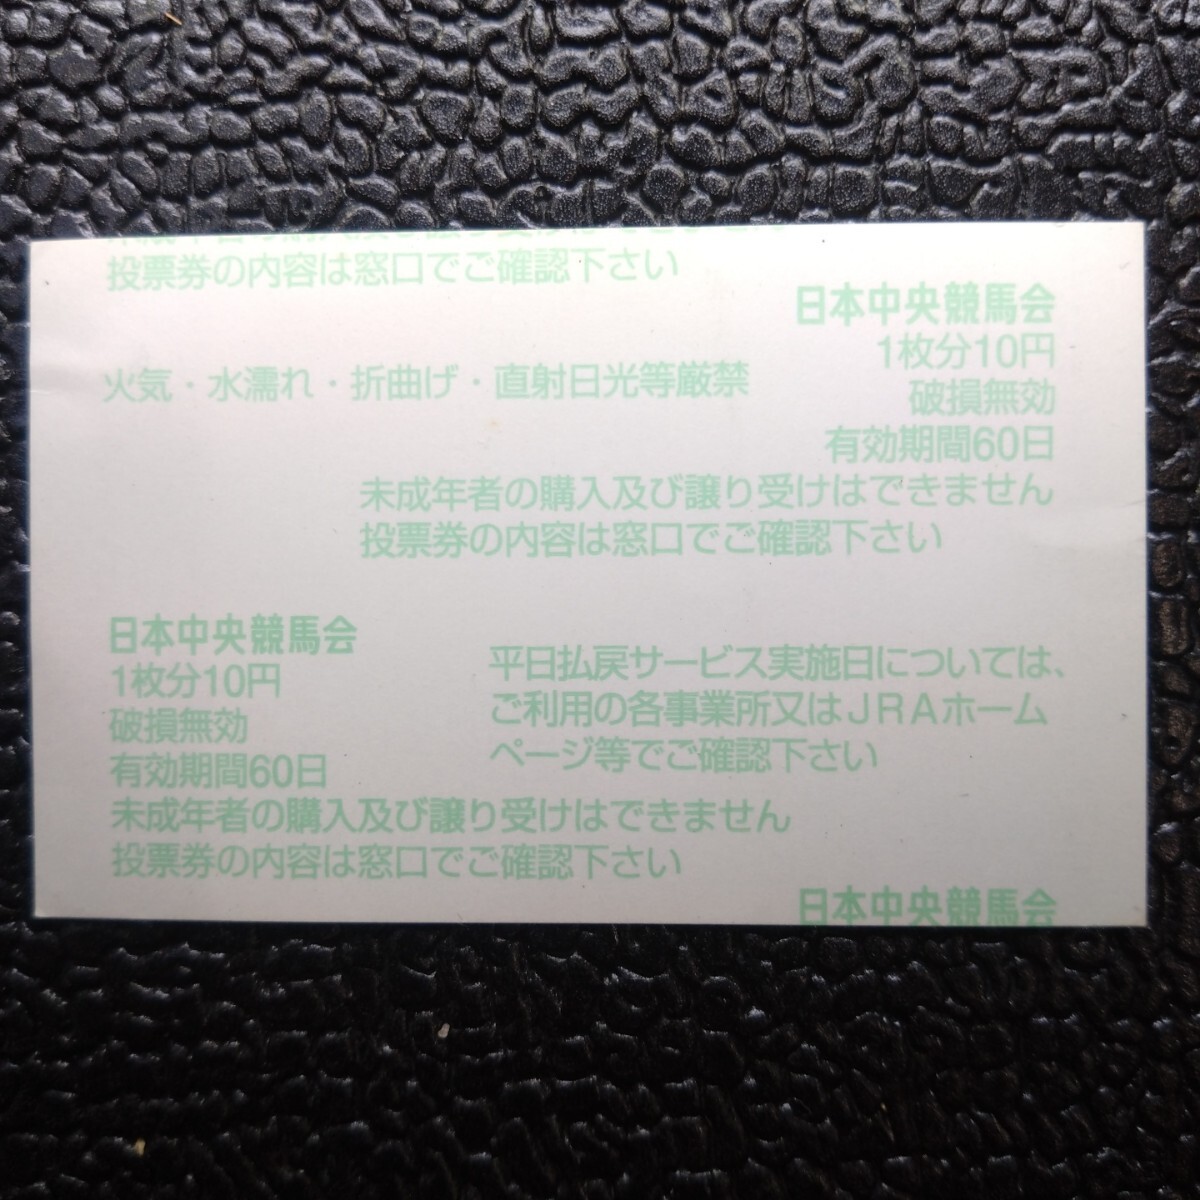 投票券の内容は窓口でご確認下さい
日本中央競馬会
1枚分10円
破損無効
有効期間60日
火気・水濡れ・折曲げ・直射日光等厳禁
未成年者の購入及び譲り受けはできません
投票券の内容は窓口でご確認下さい
日本中央競馬会
1枚分10円
破損無効
有効期間60日
平日払戻サービス実施日については、
ご利用の各事業所又はJRAホーム
ページ等でご確認下さい
未成年者の購入及び譲り受けはできません
投票券の内容は窓口でご確認下さい
日本中央競馬会